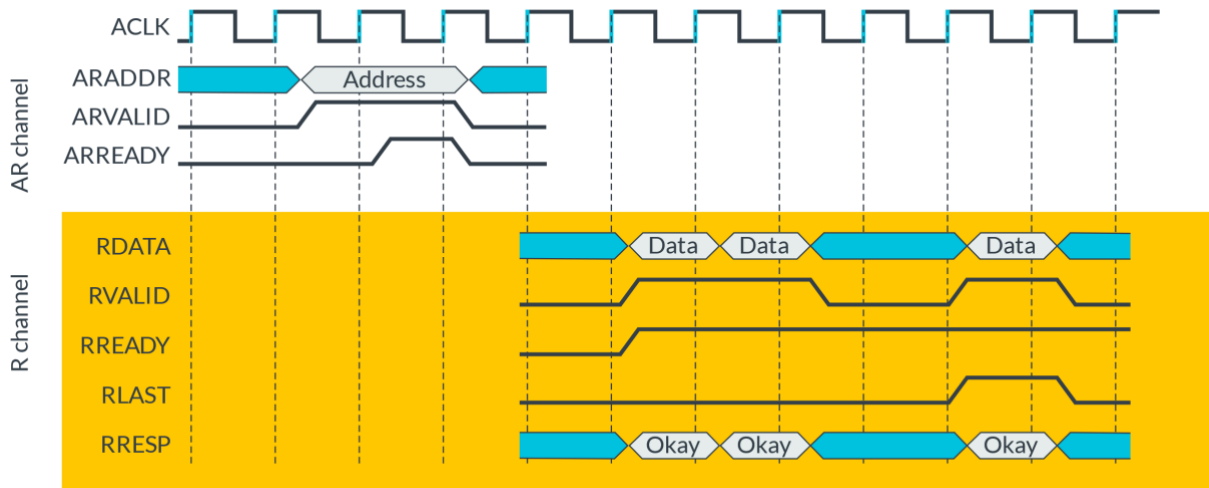 ACLK
AR channel
ARADDR Address
ARVALID
ARREADY
R channel
RDATA Data Data Data
RVALID
RREADY
RLAST
RRESP Okay Okay Okay